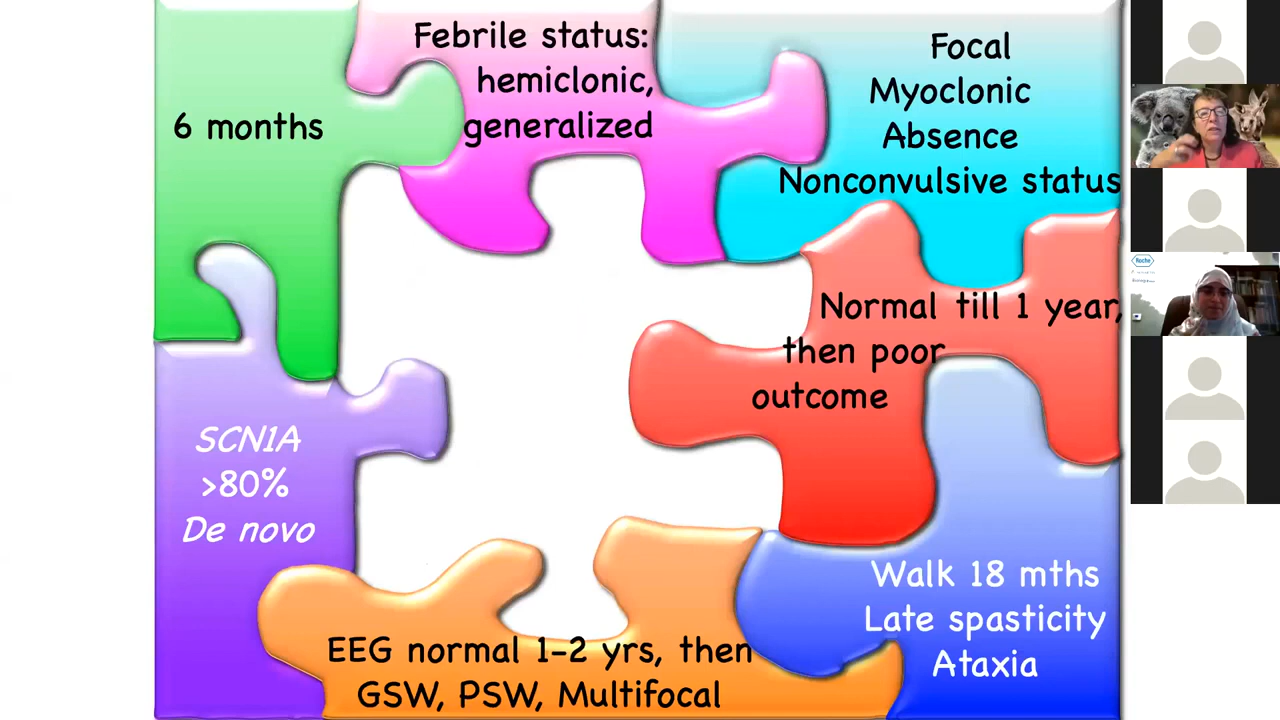 6 months
Febrile status:
hemiclonic,
generalized
Focal
Myoclonic
Absence
Nonconvulsive status
Normal till 1 year,
then poor
outcome
SCN1A
>80%
De novo
EEG normal 1-2 yrs, then
GSW, PSW, Multifocal
Walk 18 mths
Late spasticity
Ataxia
Roche